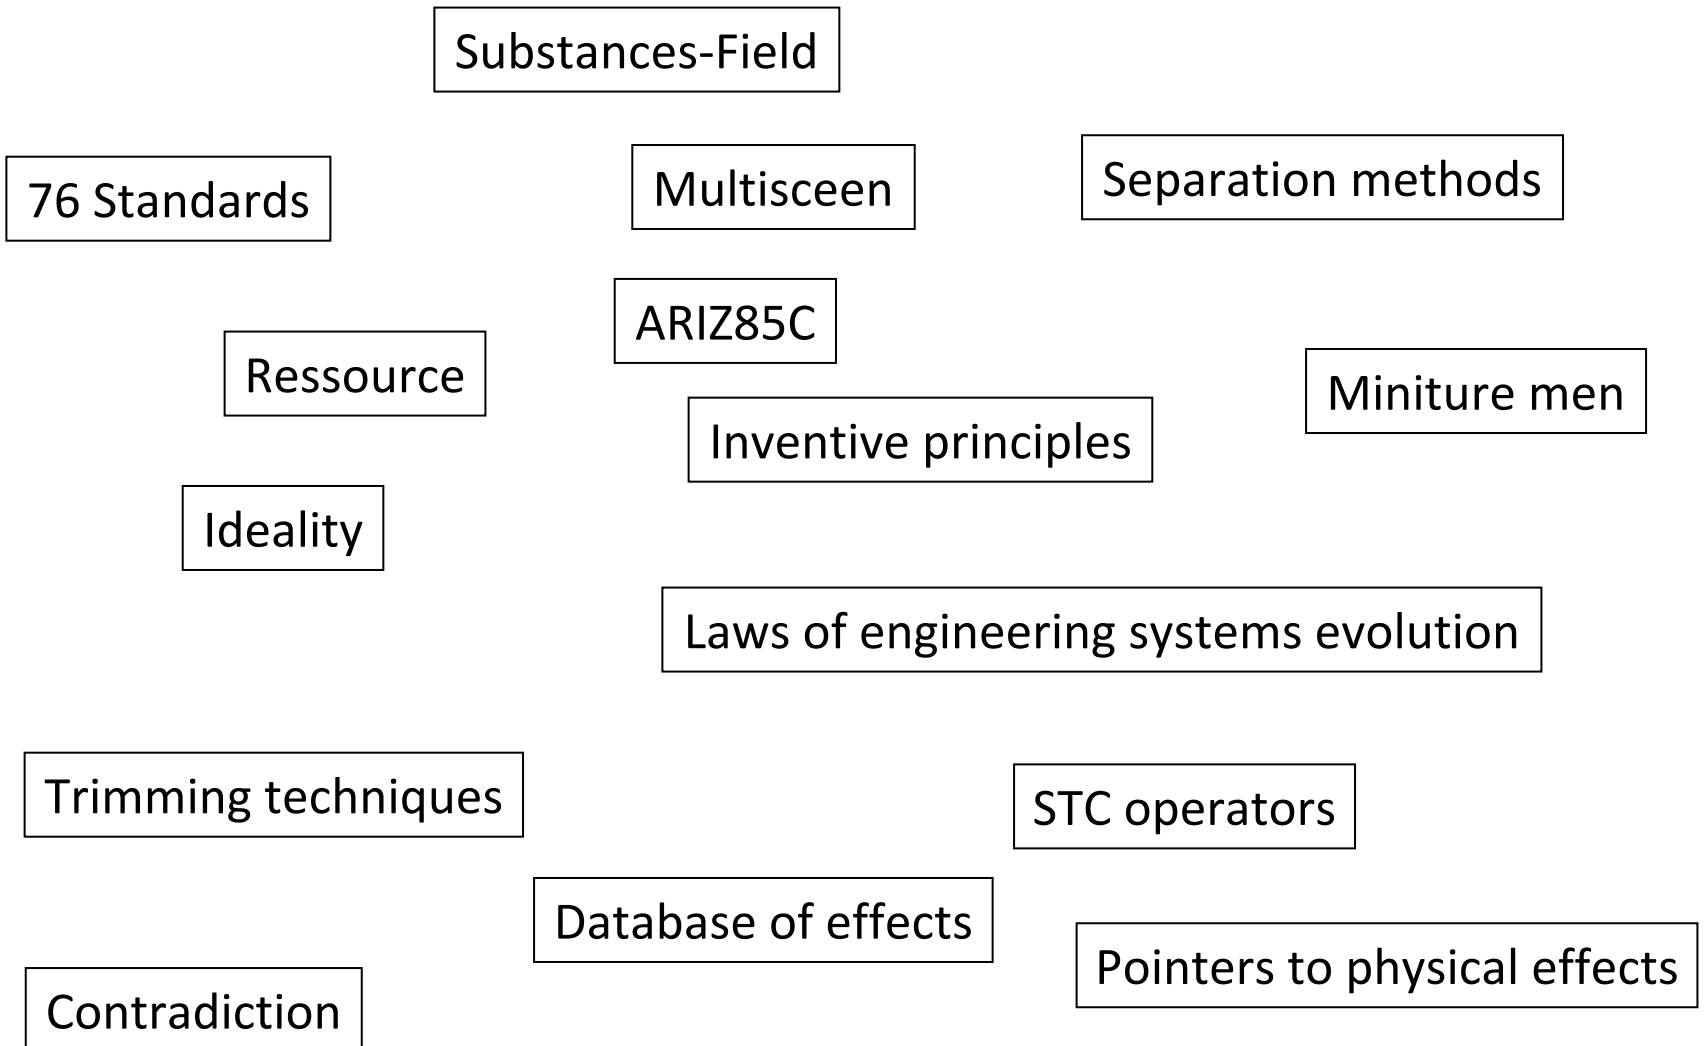 Substances-Field
76 Standards
Multisceen
Separation methods
ARIZ85C
Ressource
Miniture men
Inventive principles
Ideality
Laws of engineering systems evolution
Trimming techniques
STC operators
Database of effects
Pointers to physical effects
Contradiction